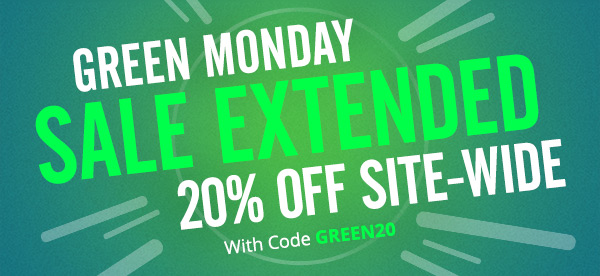 GREEN MONDAY
SALE EXTENDED
20% OFF SITE-WIDE
With Code GREEN20